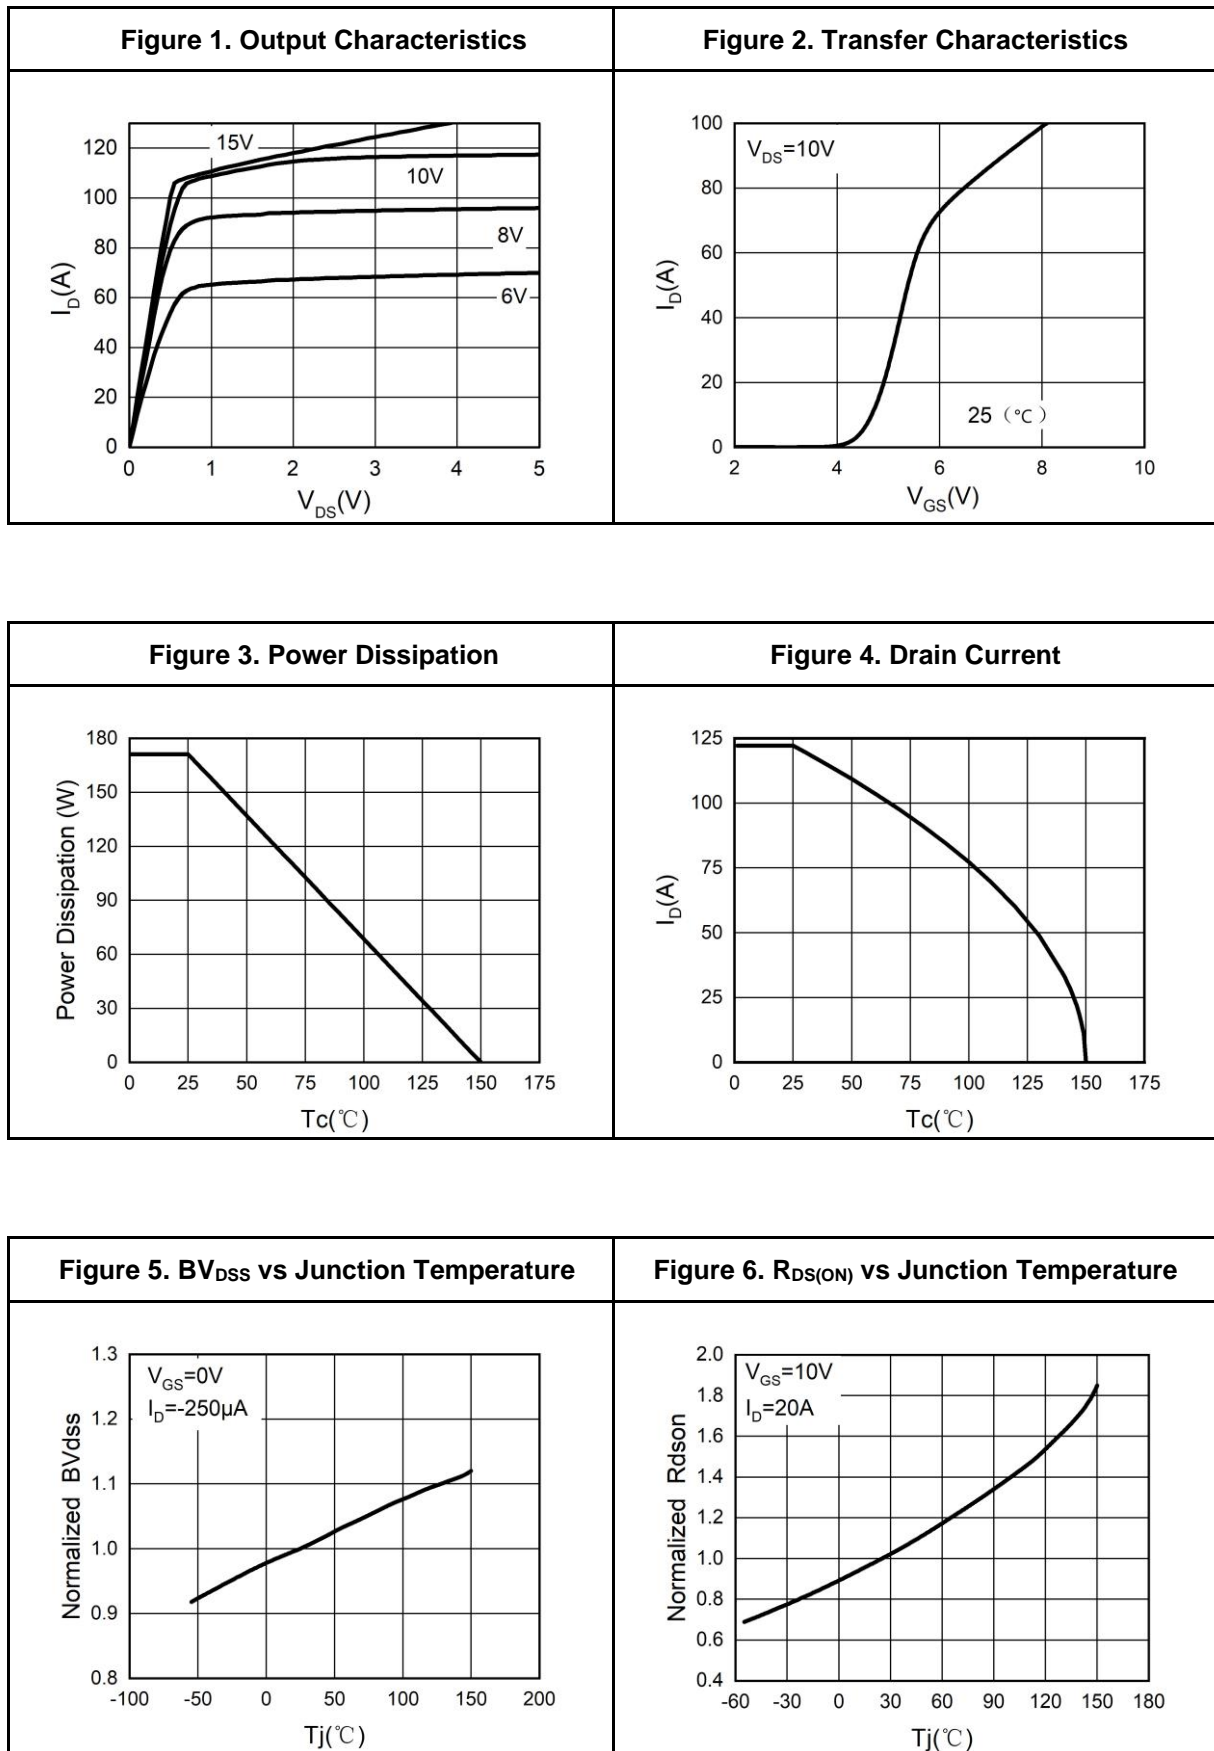 Figure 1. Output Characteristics
Figure 2. Transfer Characteristics
120
100
80
60
40
20
0
I_D(A)
15V
10V
8V
6V
0 1 2 3 4 5
V_DS(V)
100
80
60
40
20
0
I_D(A)
V_DS=10V
25（℃）
2 4 6 8 10
V_GS(V)
Figure 3. Power Dissipation
Figure 4. Drain Current
180
150
120
90
60
30
0
Power Dissipation (W)
0 25 50 75 100 125 150 175
Tc(℃)
125
100
75
50
25
0
I_D(A)
0 25 50 75 100 125 150 175
Tc(℃)
Figure 5. BV_DSS vs Junction Temperature
Figure 6. R_DS(ON) vs Junction Temperature
1.3
1.2
1.1
1.0
0.9
0.8
Normalized BVdss
V_GS=0V
I_D=-250μA
-100 -50 0 50 100 150 200
Tj(℃)
2.0
1.8
1.6
1.4
1.2
1.0
0.8
0.6
0.4
Normalized Rdson
V_GS=10V
I_D=20A
-60 -30 0 30 60 90 120 150 180
Tj(℃)